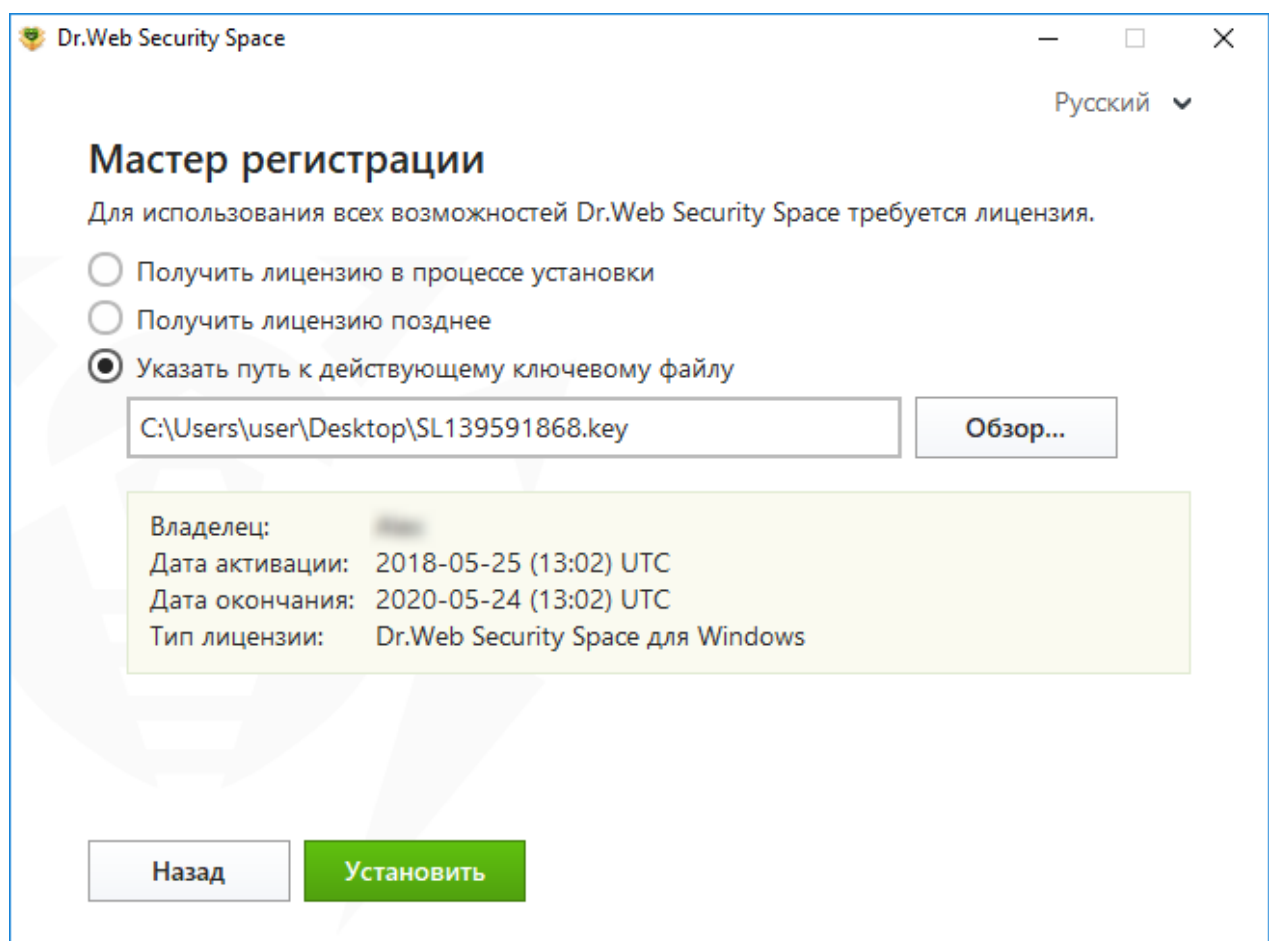 Dr.Web Security Space
Русский
Мастер регистрации
Для использования всех возможностей Dr.Web Security Space требуется лицензия.
Получить лицензию в процессе установки
Получить лицензию позднее
Указать путь к действующему ключевому файлу
C:\Users\user\Desktop\SL139591868.key
Обзор...
Владелец:
Дата активации: 2018-05-25 (13:02) UTC
Дата окончания: 2020-05-24 (13:02) UTC
Тип лицензии: Dr.Web Security Space для Windows
Назад Установить